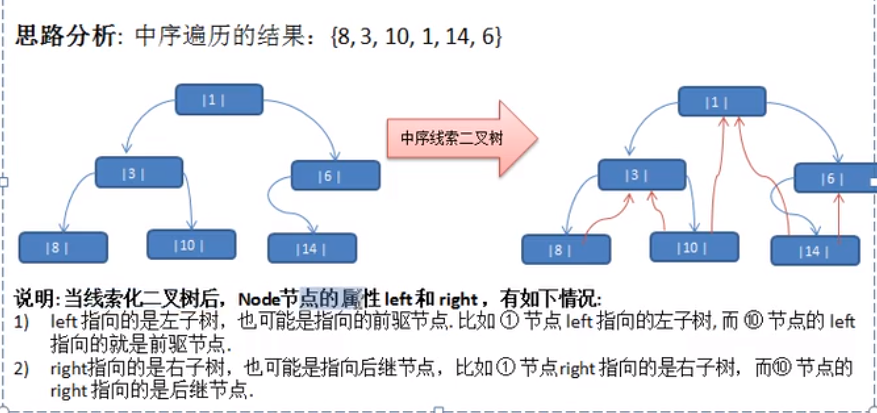 思路分析: 中序遍历的结果：{8, 3, 10, 1, 14, 6}
|1|
|3|
|6|
|8|
|10|
|14|
中序线索二叉树
|1|
|3|
|6|
|8|
|10|
|14|
说明: 当线索化二叉树后，Node节点的 属性 left 和 right ，有如下情况:
1) left 指向的是左子树，也可能是指向的前驱节点. 比如 ① 节点 left 指向的左子树, 而 ⑩ 节点的 left
指向的就是前驱节点.
2) right指向的是右子树，也可能是指向后继节点，比如 ① 节点right 指向的是右子树，而⑩ 节点的
right 指向的是后继节点.